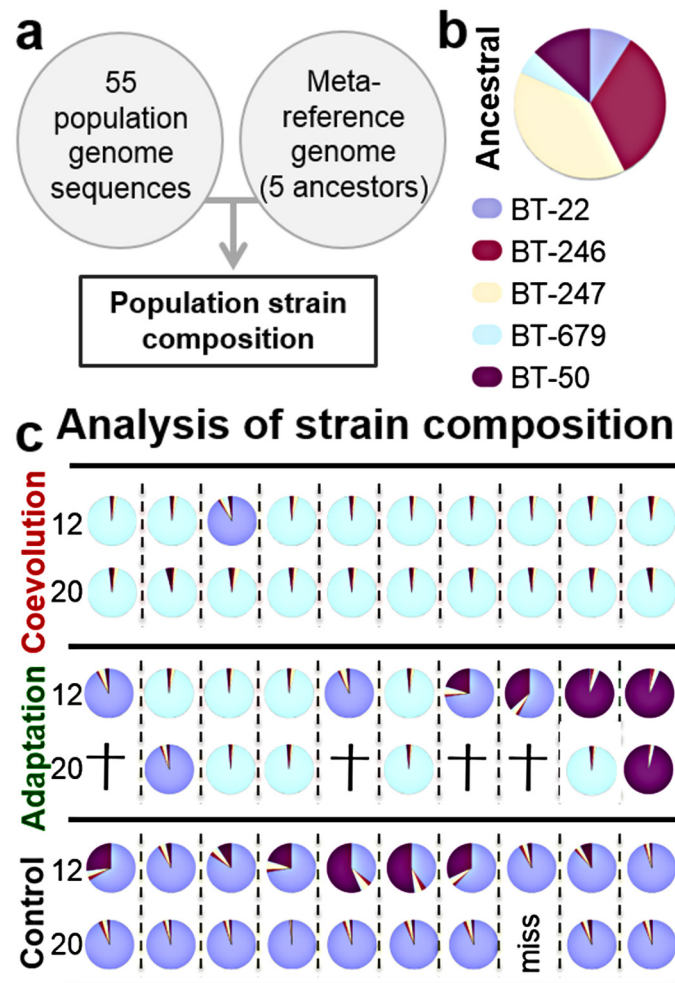 a
55
population
genome
sequences
Meta-
reference
genome
(5 ancestors)
Population strain
composition
b
Ancestral
BT-22
BT-246
BT-247
BT-679
BT-50
c Analysis of strain composition
Coevolution
12
20
Adaptation
12
20
Control
12
20
miss